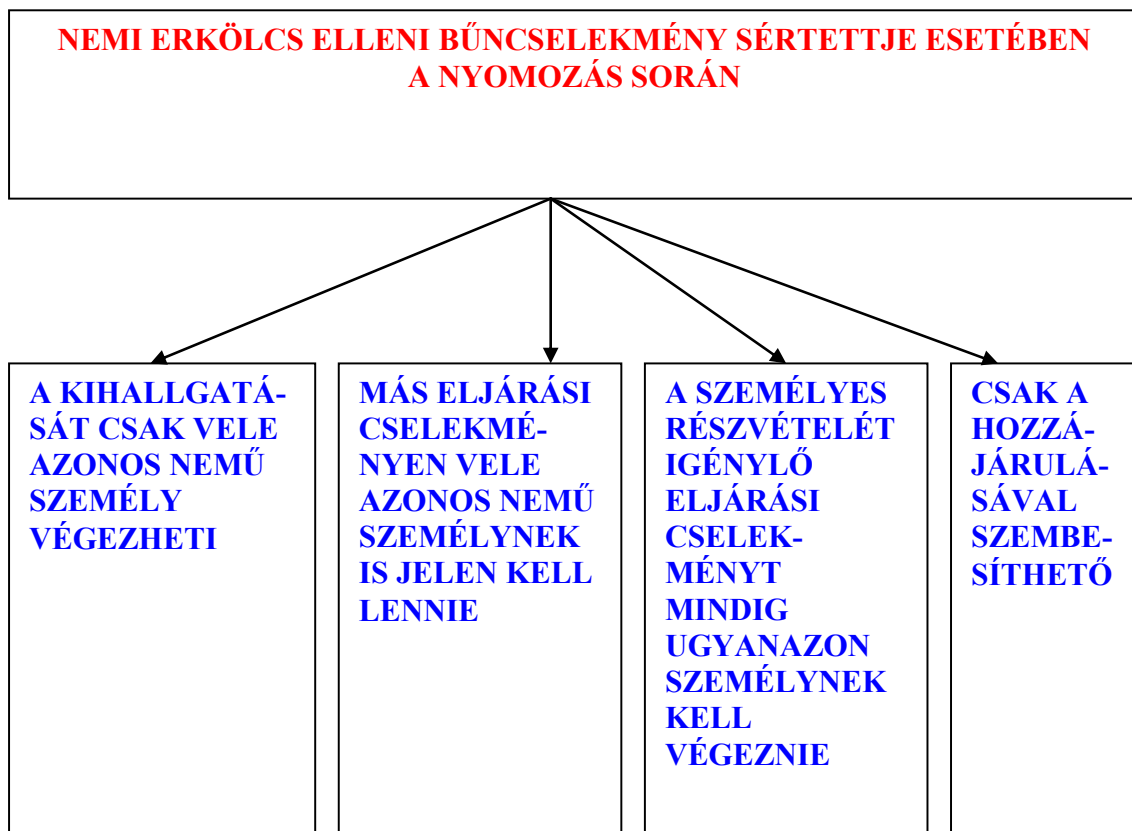 NEMI ERKÖLCS ELLENI BŰNCSELEKMÉNY SÉRTETTJE ESETÉBEN
A NYOMOZÁS SORÁN
A KIHALLGATÁ-
SÁT CSAK VELE
AZONOS NEMŰ
SZEMÉLY
VÉGEZHETI
MÁS ELJÁRÁSI
CSELEKMÉ-
NYEN VELE
AZONOS NEMŰ
SZEMÉLYNEK
IS JELEN KELL
LENNIE
A SZEMÉLYES
RÉSZVÉTELÉT
IGÉNYLŐ
ELJÁRÁSI
CSELEK-
MÉNYT
MINDIG
UGYANAZON
SZEMÉLYNEK
KELL
VÉGEZNIE
CSAK A
HOZZÁ-
JÁRULÁ-
SÁVAL
SZEMBE-
SÍTHETŐ